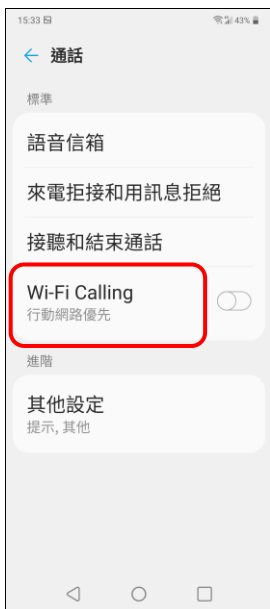 15:33 43%
← 通話
標準
語音信箱
來電拒接和用訊息拒絕
接聽和結束通話
Wi-Fi Calling
行動網路優先
進階
其他設定
提示, 其他